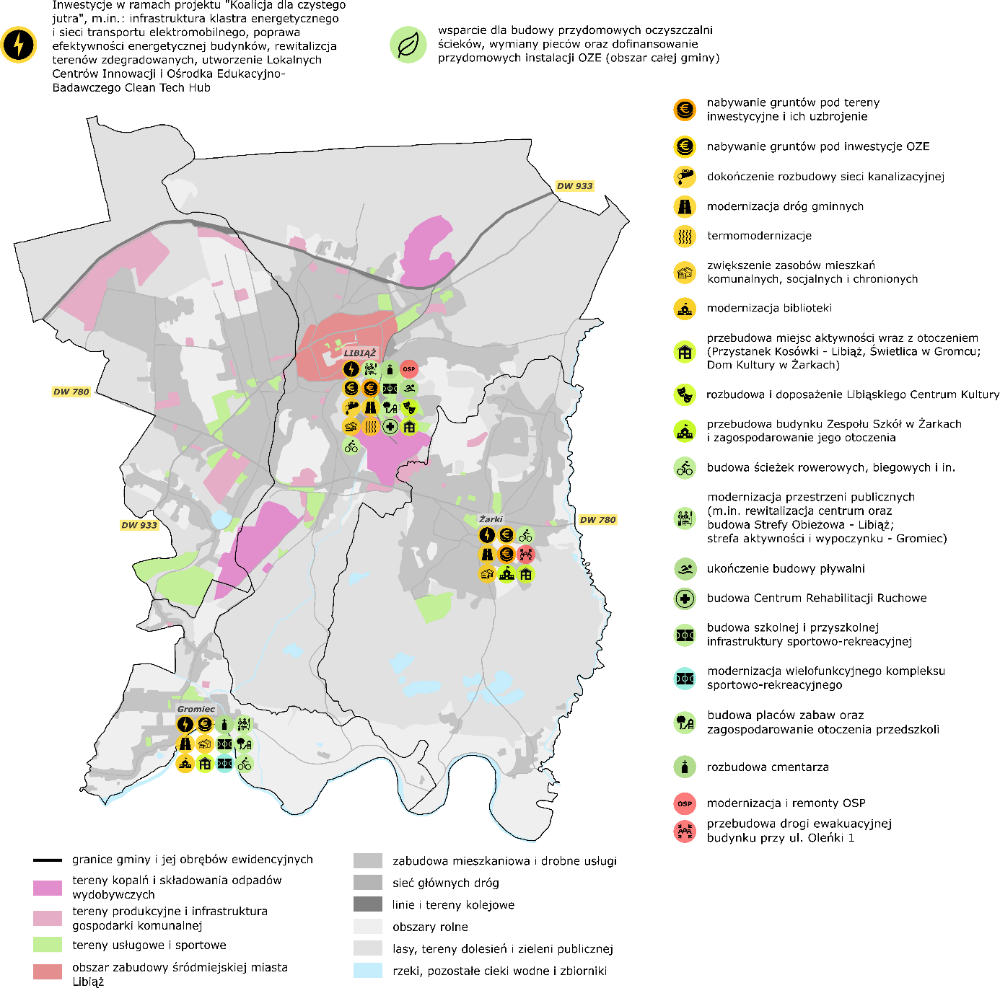 Inwestycje w ramach projektu "Koalicja dla czystego
jutra", m.in.: infrastruktura klastra energetycznego
i sieci transportu elektromobilnego, poprawa
efektywności energetycznej budynków, rewitalizcja
terenów zdegradowanych, utworzenie Lokalnych
Centrów Innowacji i Ośrodka Edukacyjno-
Badawczego Clean Tech Hub
wsparcie dla budowy przydomowych oczyszczalni
ścieków, wymiany pieców oraz dofinansowanie
przydomowych instalacji OZE (obszar całej gminy)
nabywanie gruntów pod tereny
inwestycyjne i ich uzbrojenie
nabywanie gruntów pod inwestycje OZE
dokończenie rozbudowy sieci kanalizacyjnej
modernizacja dróg gminnych
termomodernizacje
zwiększenie zasobów mieszkań
komunalnych, socjalnych i chronionych
modernizacja biblioteki
przebudowa miejsc aktywności wraz z otoczeniem
(Przystanek Kosówki - Libiąż, Świetlica w Gromcu;
Dom Kultury w Żarkach)
rozbudowa i doposażenie Libiąskiego Centrum Kultury
przebudowa budynku Zespołu Szkół w Żarkach
i zagospodarowanie jego otoczenia
budowa ścieżek rowerowych, biegowych i in.
modernizacja przestrzeni publicznych
(m.in. rewitalizacja centrum oraz
budowa Strefy Obieżowa - Libiąż;
strefa aktywności i wypoczynku - Gromiec)
ukończenie budowy pływalni
budowa Centrum Rehabilitacji Ruchowe
budowa szkolnej i przyszkolnej
infrastruktury sportowo-rekreacyjnej
modernizacja wielofunkcyjnego kompleksu
sportowo-rekreacyjnego
budowa placów zabaw oraz
zagospodarowanie otoczenia przedszkoli
rozbudowa cmentarza
OSP
modernizacja i remonty OSP
przebudowa drogi ewakuacyjnej
budynku przy ul. Oleńki 1
DW 933
LIBIĄŻ
OSP
DW 780
DW 933
Żarki
DW 780
Gromiec
granice gminy i jej obrębów ewidencyjnych
tereny kopalń i składowania odpadów
wydobywczych
tereny produkcyjne i infrastruktura
gospodarki komunalnej
tereny usługowe i sportowe
obszar zabudowy śródmiejskiej miasta
Libiąż
zabudowa mieszkaniowa i drobne usługi
sieć głównych dróg
linie i tereny kolejowe
obszary rolne
lasy, tereny dolesień i zieleni publicznej
rzeki, pozostałe cieki wodne i zbiorniki